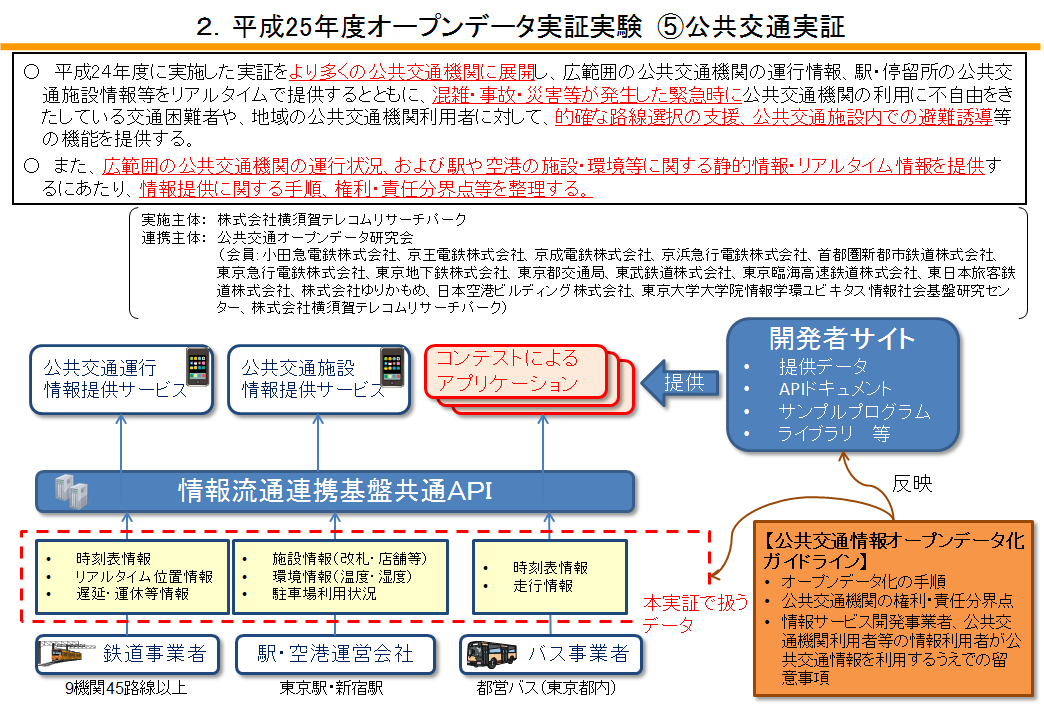 ２．平成25年度オープンデータ実証実験 ⑤公共交通実証
○ 平成24年度に実施した実証をより多くの公共交通機関に展開し、広範囲の公共交通機関の運行情報、駅・停留所の公共交
通施設情報等をリアルタイムで提供するとともに、混雑・事故・災害等が発生した緊急時に公共交通機関の利用に不自由をき
たしている交通困難者や、地域の公共交通機関利用者に対して、的確な路線選択の支援、公共交通施設内での避難誘導等
の機能を提供する。
○ また、広範囲の公共交通機関の運行状況、および駅や空港の施設・環境等に関する静的情報・リアルタイム情報を提供す
るにあたり、情報提供に関する手順、権利・責任分界点等を整理する。
実施主体： 株式会社横須賀テレコムリサーチパーク
連携主体： 公共交通オープンデータ研究会
（会員：小田急電鉄株式会社、京王電鉄株式会社、京成電鉄株式会社、京浜急行電鉄株式会社、首都圏新都市鉄道株式会社、
東京急行電鉄株式会社、東京地下鉄株式会社、東京都交通局、東武鉄道株式会社、東京臨海高速鉄道株式会社、東日本旅客鉄
道株式会社、株式会社ゆりかもめ、日本空港ビルディング株式会社、東京大学大学院情報学環ユビキタス情報社会基盤研究セン
ター、株式会社横須賀テレコムリサーチパーク）
公共交通運行
情報提供サービス
公共交通施設
情報提供サービス
コンテストによる
アプリケーション
提供
開発者サイト
• 提供データ
• APIドキュメント
• サンプルプログラム
• ライブラリ 等
情報流通連携基盤共通API
反映
• 時刻表情報
• リアルタイム位置情報
• 遅延・運休等情報
• 施設情報（改札・店舗等）
• 環境情報（温度・湿度）
• 駐車場利用状況
• 時刻表情報
• 走行情報
本実証で扱う
データ
【公共交通情報オープンデータ化
ガイドライン】
• オープンデータ化の手順
• 公共交通機関の権利・責任分界点
• 情報サービス開発事業者、公共交
通機関利用者等の情報利用者が公
共交通情報を利用するうえでの留
意事項
鉄道事業者
駅・空港運営会社
バス事業者
9機関45路線以上
東京駅・新宿駅
都営バス（東京都内）